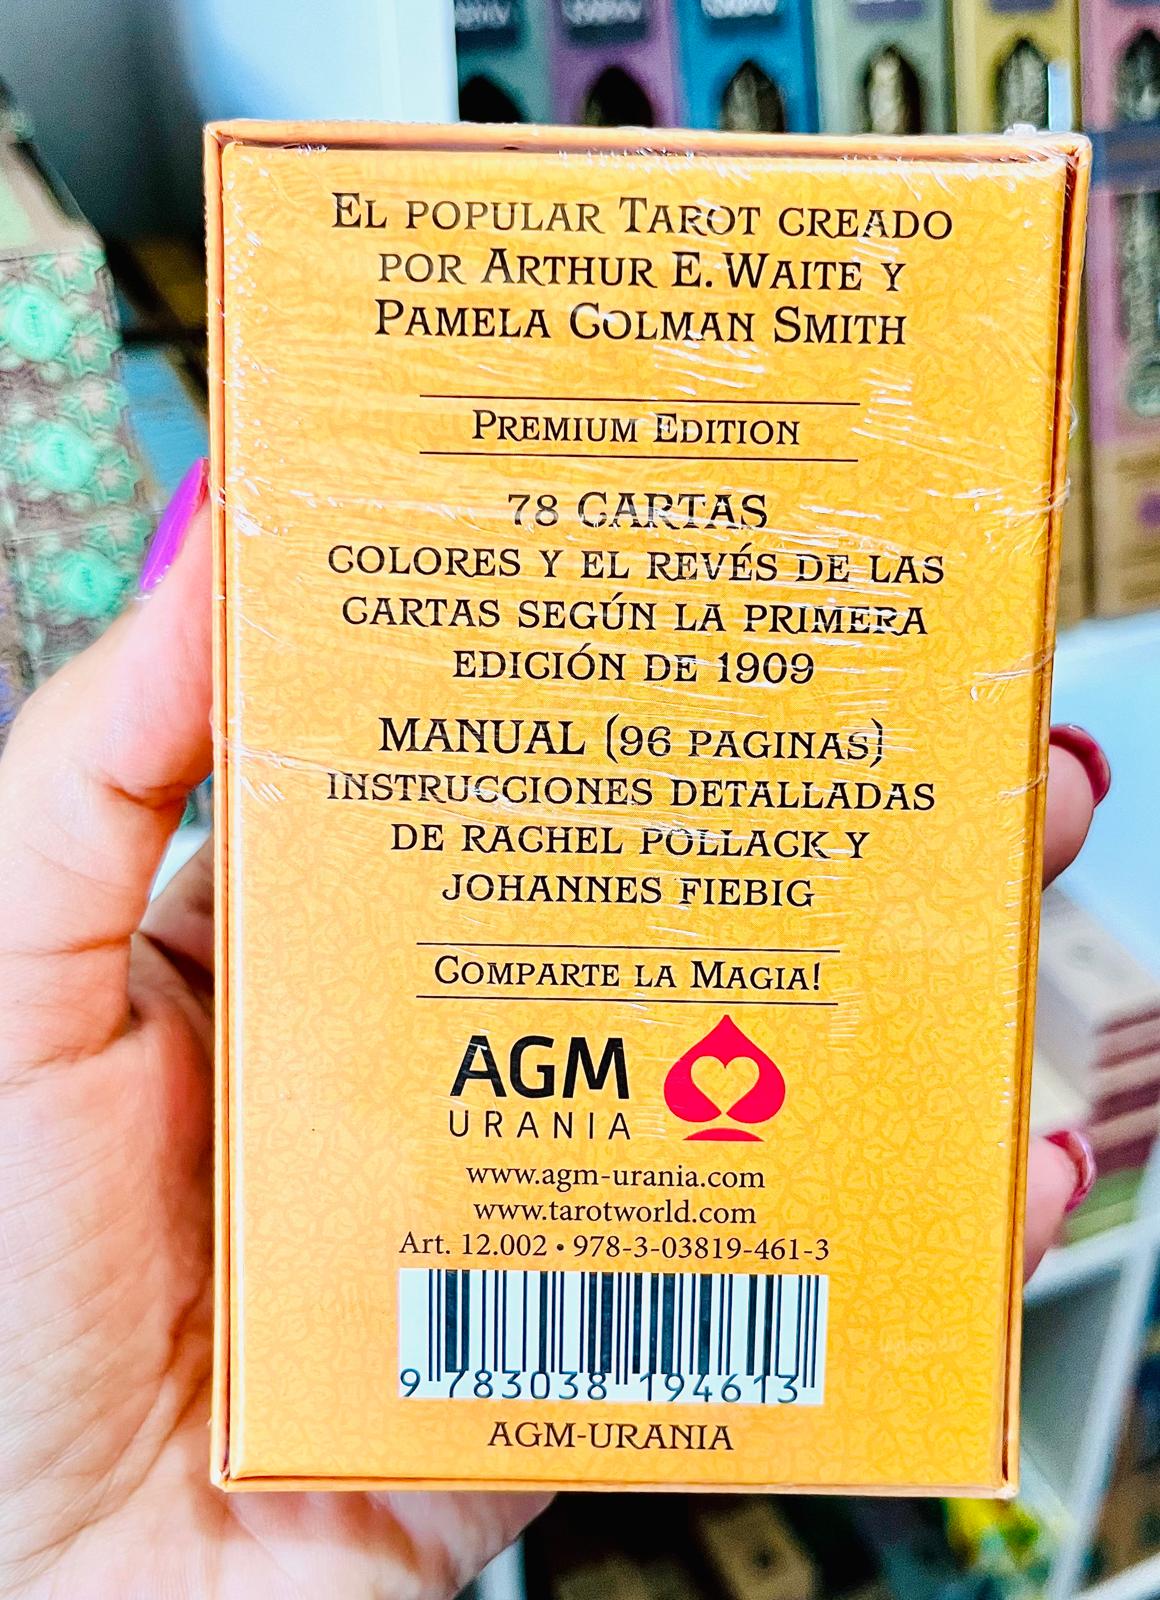 El popular Tarot creado
por Arthur E. Waite y
Pamela Colman Smith
Premium Edition
78 CARTAS
COLORES Y EL REVÉS DE LAS
CARTAS SEGÚN LA PRIMERA
EDICIÓN DE 1909
MANUAL (96 PAGINAS)
INSTRUCCIONES DETALLADAS
DE RACHEL POLLACK Y
JOHANNES FIEBIG
Comparte la Magia!
AGM
URANIA
www.agm-urania.com
www.tarotworld.com
Art. 12.002 • 978-3-03819-461-3
9 783038 194613
AGM-URANIA